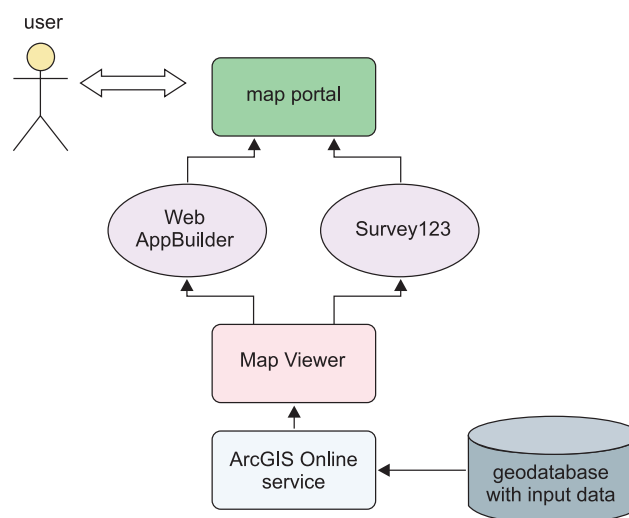 user
map portal
Web
AppBuilder
Survey123
Map Viewer
ArcGIS Online
service
geodatabase
with input data